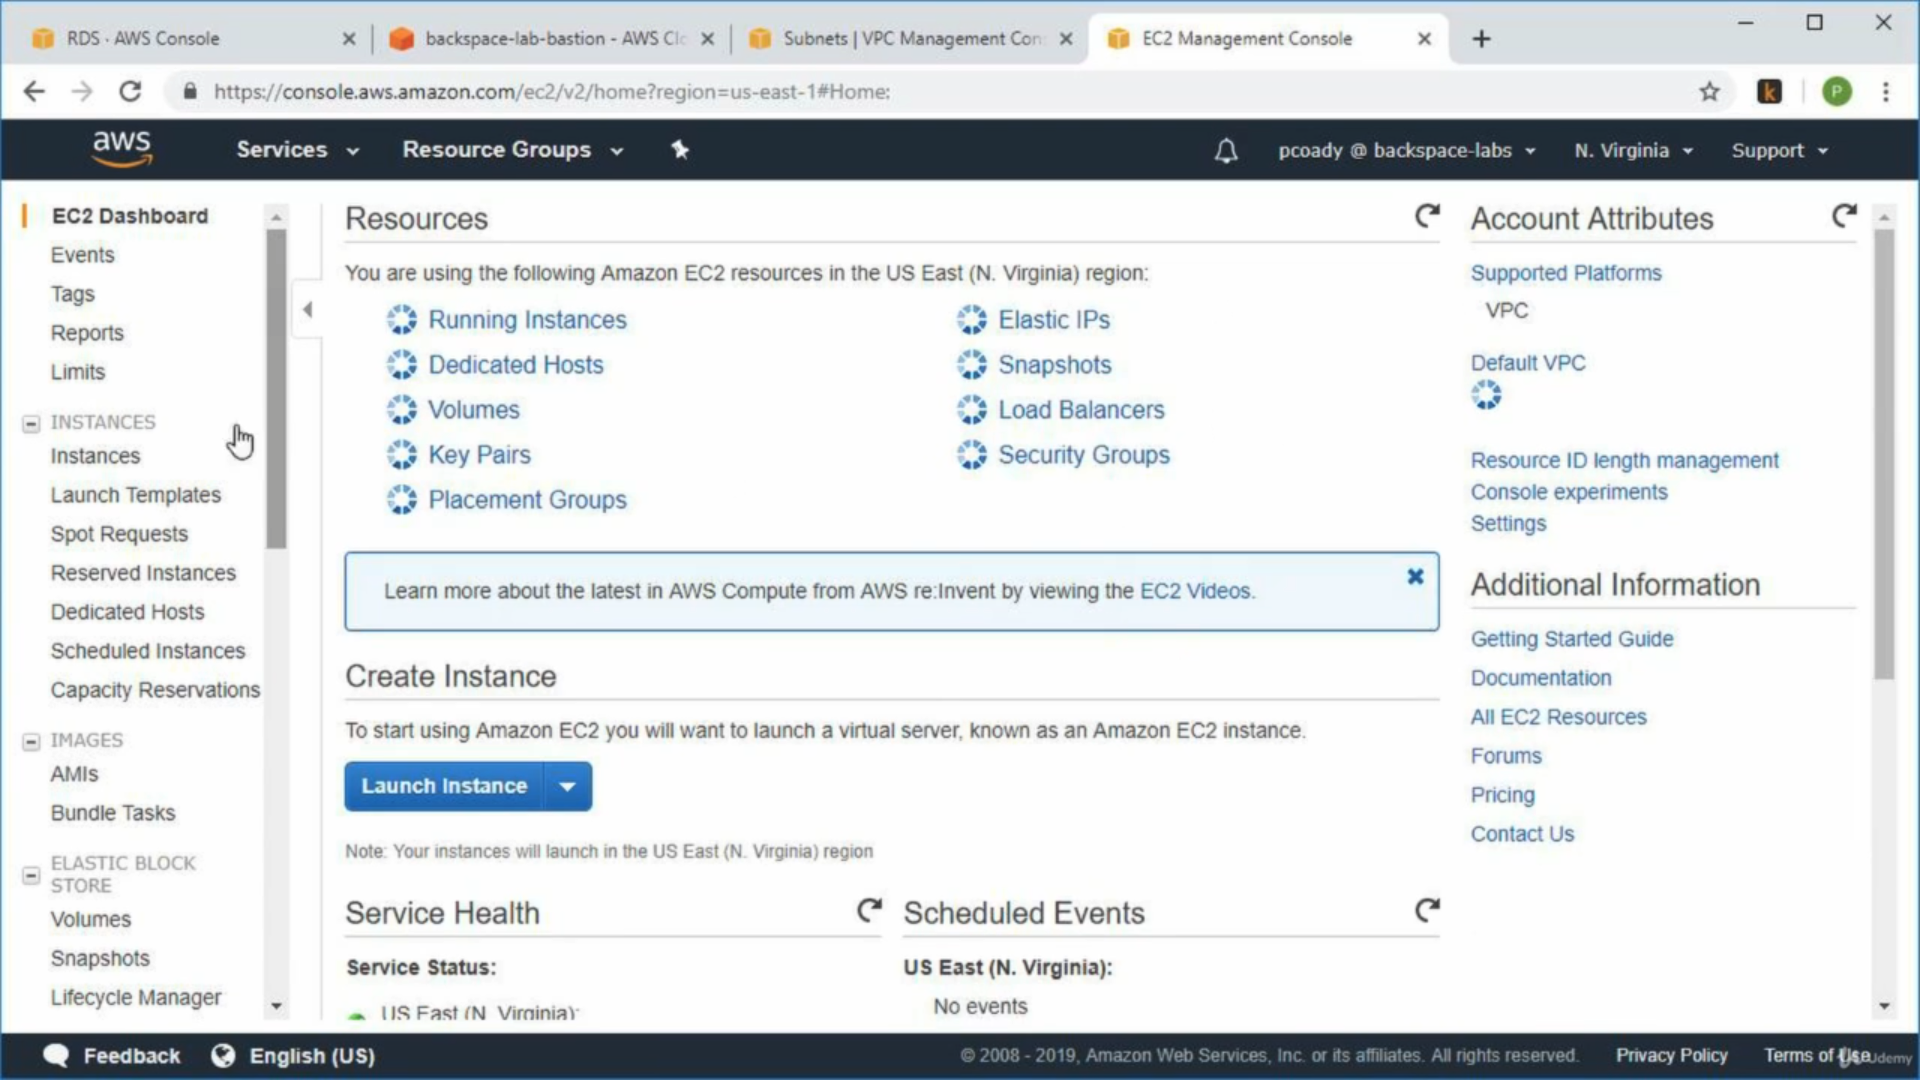 RDS · AWS Console
backspace-lab-bastion - AWS Clo
Subnets | VPC Management Con
EC2 Management Console
https://console.aws.amazon.com/ec2/v2/home?region=us-east-1#Home:
k
P
aws
Services
Resource Groups
pcoady @ backspace-labs
N. Virginia
Support
EC2 Dashboard
Events
Tags
Reports
Limits
INSTANCES
Instances
Launch Templates
Spot Requests
Reserved Instances
Dedicated Hosts
Scheduled Instances
Capacity Reservations
IMAGES
AMIs
Bundle Tasks
ELASTIC BLOCK
STORE
Volumes
Snapshots
Lifecycle Manager
Resources
You are using the following Amazon EC2 resources in the US East (N. Virginia) region:
Running Instances
Elastic IPs
Dedicated Hosts
Snapshots
Volumes
Load Balancers
Key Pairs
Security Groups
Placement Groups
Learn more about the latest in AWS Compute from AWS re:Invent by viewing the EC2 Videos.
Create Instance
To start using Amazon EC2 you will want to launch a virtual server, known as an Amazon EC2 instance.
Launch Instance
Note: Your instances will launch in the US East (N. Virginia) region
Service Health
Service Status:
US East (N. Virginia):
Scheduled Events
US East (N. Virginia):
No events
Account Attributes
Supported Platforms
VPC
Default VPC
Resource ID length management
Console experiments
Settings
Additional Information
Getting Started Guide
Documentation
All EC2 Resources
Forums
Pricing
Contact Us
Feedback
English (US)
© 2008 - 2019, Amazon Web Services, Inc. or its affiliates. All rights reserved.
Privacy Policy
Terms of Use
Udemy